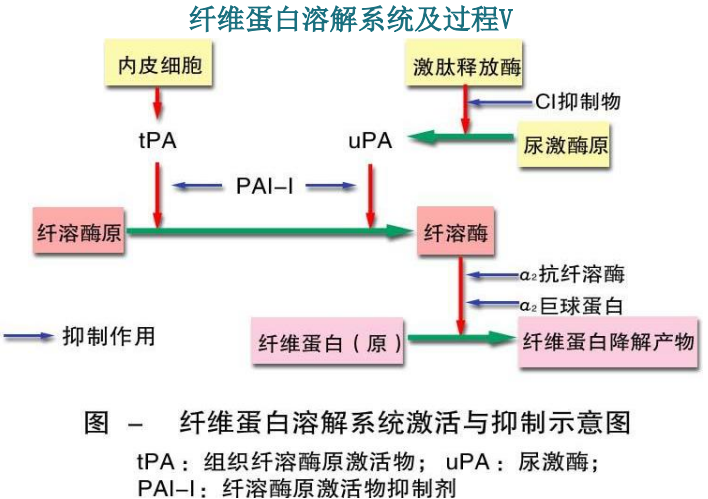 纤维蛋白溶解系统及过程V
内皮细胞
激肽释放酶
CI抑制物
tPA
uPA
尿激酶原
PAI-I
纤溶酶原
纤溶酶
α₂抗纤溶酶
α₂巨球蛋白
抑制作用
纤维蛋白（原）
纤维蛋白降解产物
图 - 纤维蛋白溶解系统激活与抑制示意图
tPA：组织纤溶酶原激活物；uPA：尿激酶；
PAI-I：纤溶酶原激活物抑制剂